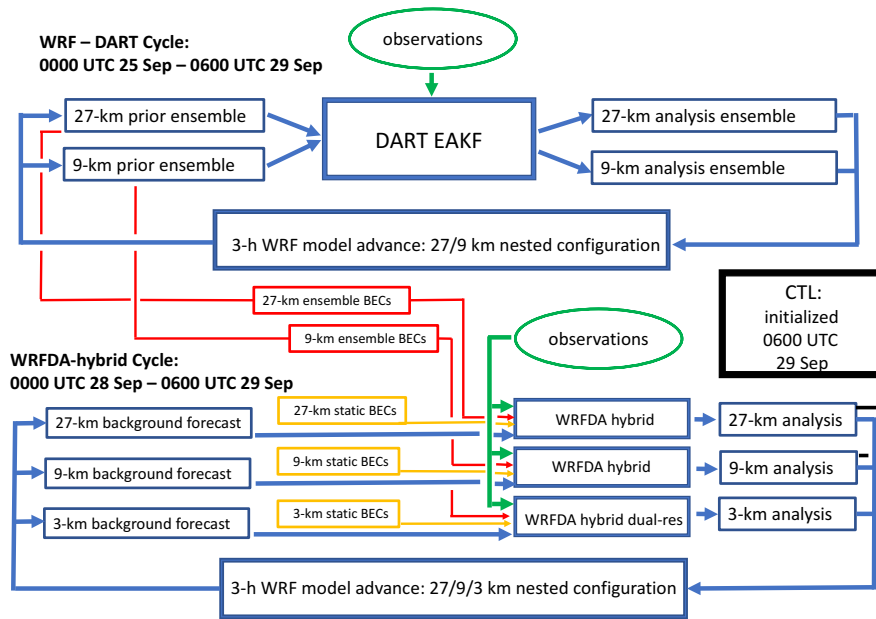 WRF – DART Cycle:
0000 UTC 25 Sep – 0600 UTC 29 Sep
observations
27-km prior ensemble
9-km prior ensemble
DART EAKF
27-km analysis ensemble
9-km analysis ensemble
3-h WRF model advance: 27/9 km nested configuration
27-km ensemble BECs
9-km ensemble BECs
observations
CTL:
initialized
0600 UTC
29 Sep
WRFDA-hybrid Cycle:
0000 UTC 28 Sep – 0600 UTC 29 Sep
27-km background forecast
27-km static BECs
WRFDA hybrid
27-km analysis
9-km background forecast
9-km static BECs
WRFDA hybrid
9-km analysis
3-km background forecast
3-km static BECs
WRFDA hybrid dual-res
3-km analysis
3-h WRF model advance: 27/9/3 km nested configuration